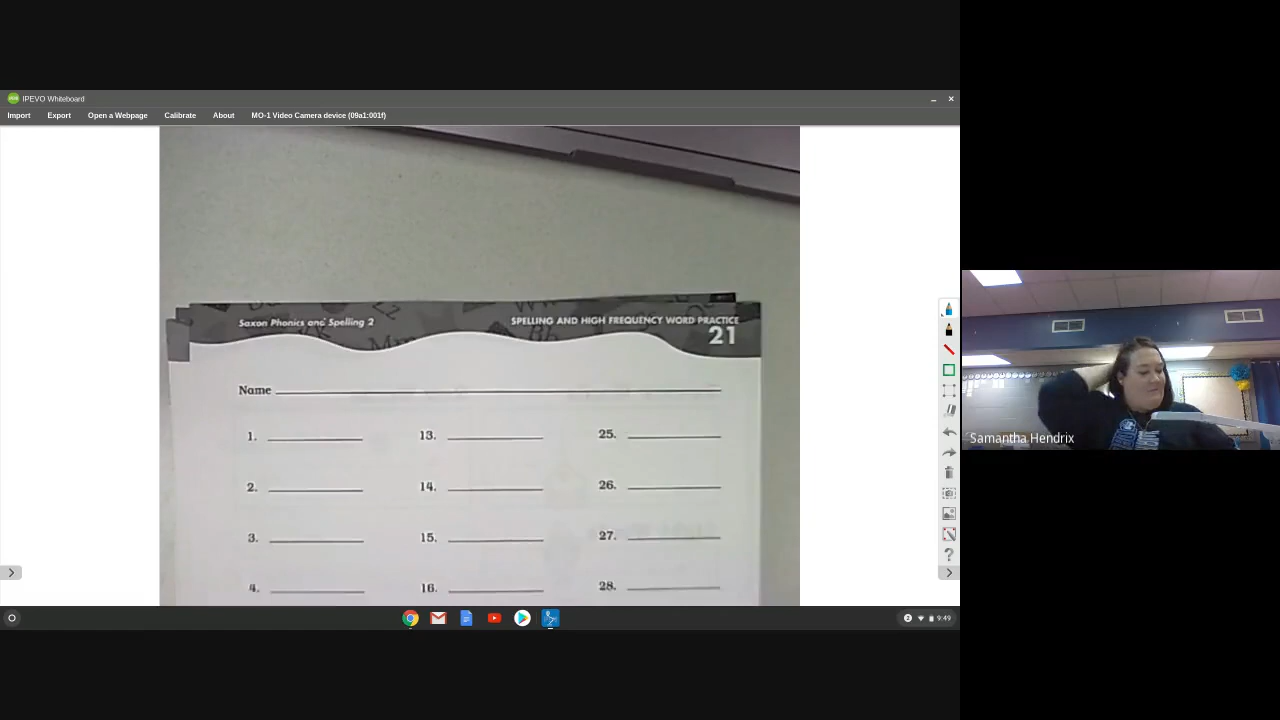 IPEVO Whiteboard
Import Export Open a Webpage Calibrate About MO-1 Video Camera device (09a1:001f)
Saxon Phonics and Spelling 2 SPELLING AND HIGH FREQUENCY WORD PRACTICE
21
Name
1. 13. 25.
2. 14. 26.
3. 15. 27.
4. 16. 28.
Samantha Hendrix
2 9:49